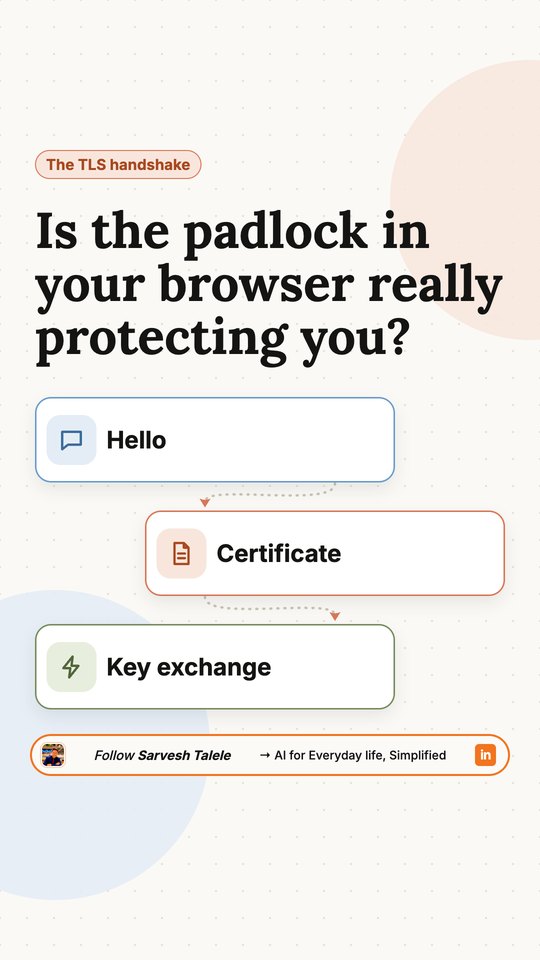 The TLS handshake
Is the padlock in
your browser really
protecting you?
Hello
Certificate
Key exchange
Follow Sarvesh Talele → AI for Everyday life, Simplified in